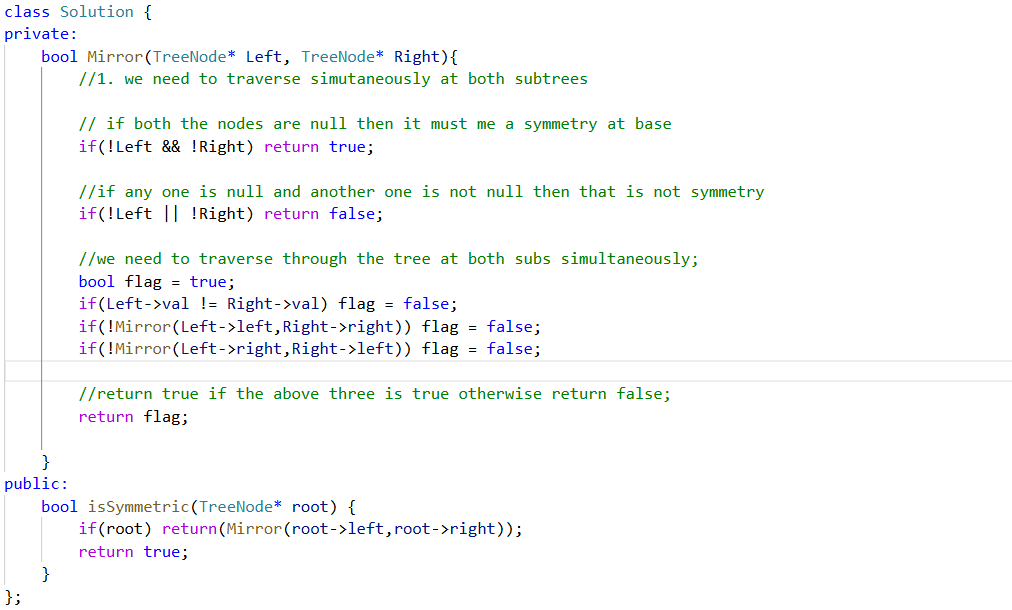 class Solution {
private:
    bool Mirror(TreeNode* Left, TreeNode* Right){
        //1. we need to traverse simutaneously at both subtrees
        // if both the nodes are null then it must me a symmetry at base
        if(!Left && !Right) return true;
        //if any one is null and another one is not null then that is not symmetry
        if(!Left || !Right) return false;
        //we need to traverse through the tree at both subs simultaneously;
        bool flag = true;
        if(Left->val != Right->val) flag = false;
        if(!Mirror(Left->left,Right->right)) flag = false;
        if(!Mirror(Left->right,Right->left)) flag = false;
        //return true if the above three is true otherwise return false;
        return flag;
    }
public:
    bool isSymmetric(TreeNode* root) {
        if(root) return(Mirror(root->left,root->right));
        return true;
    }
};